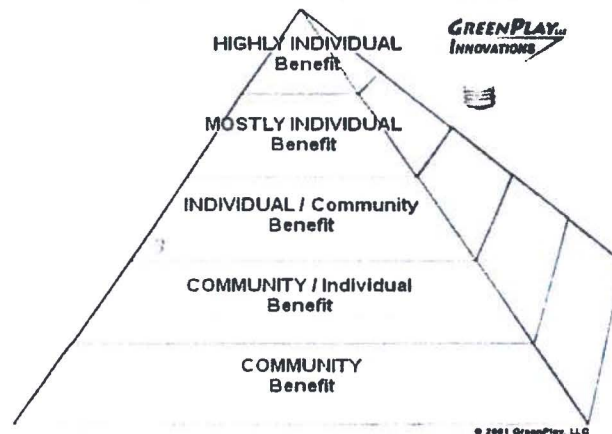 GREENPLAY LLC
INNOVATIONS
HIGHLY INDIVIDUAL
Benefit
MOSTLY INDIVIDUAL
Benefit
INDIVIDUAL / Community
Benefit
COMMUNITY / Individual
Benefit
COMMUNITY
Benefit
© 2001 GreenPlay, LLC